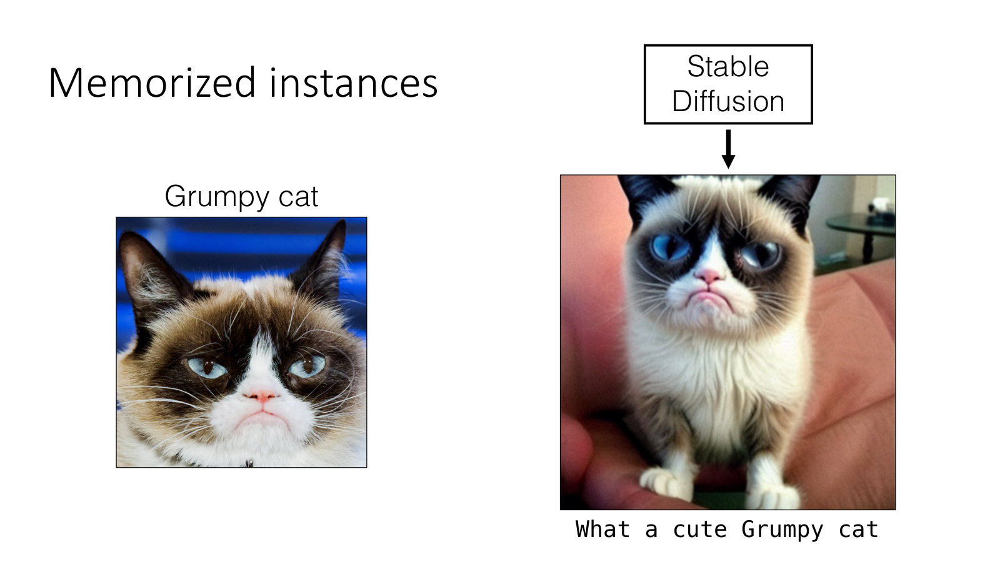 Memorized instances
Stable
Diffusion
Grumpy cat
What a cute Grumpy cat